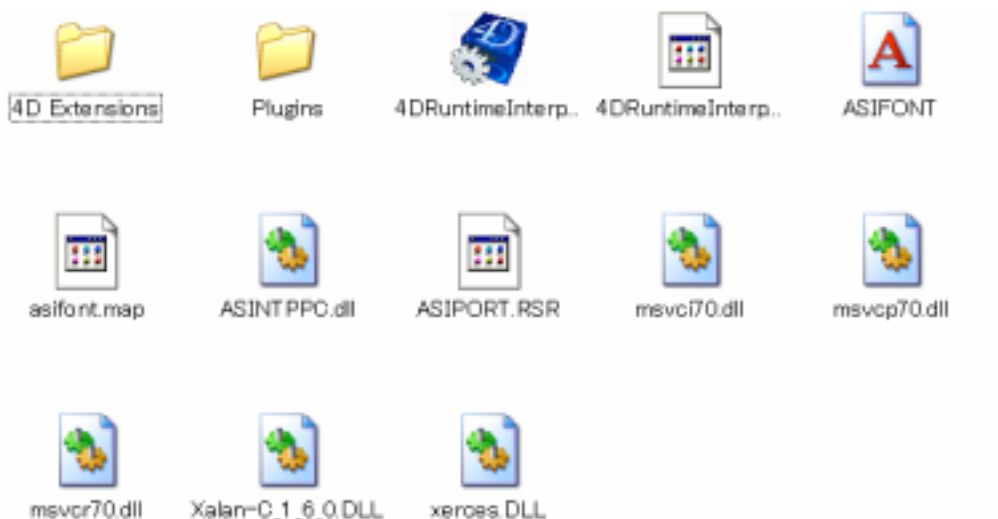 4D Extensions
Plugins
4DRuntimeInterp..
4DRuntimeInterp..
ASIFONT
asifont.map
ASINTPPC.dll
ASIPORT.RSR
msvci70.dll
msvcp70.dll
msvcr70.dll
Xalan-C_1_6_0.DLL
xerces.DLL